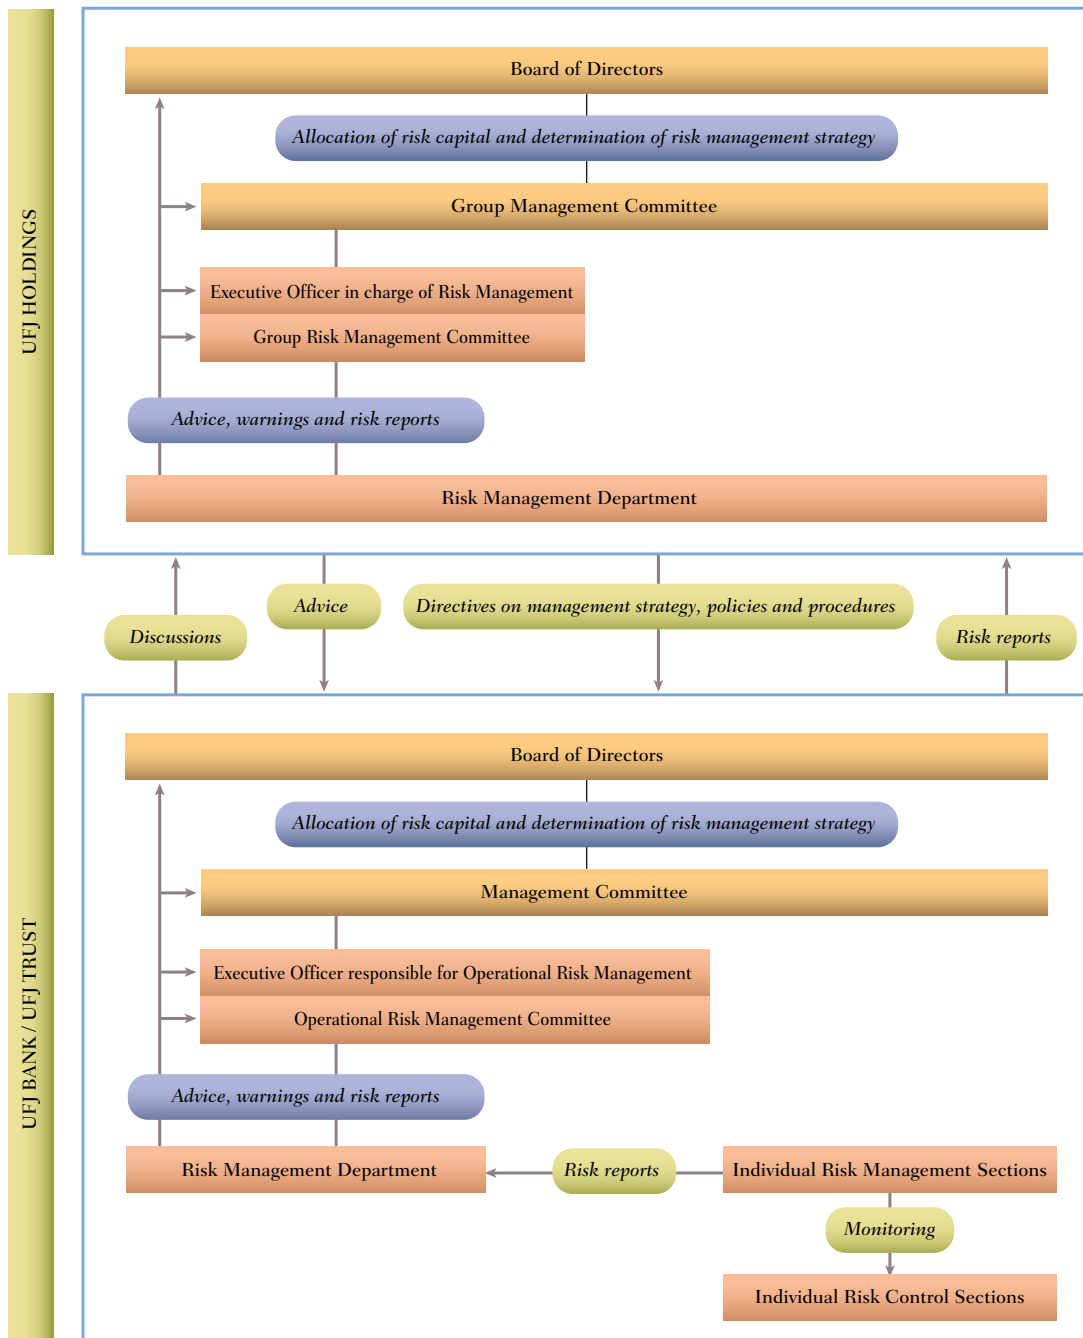 UFJ HOLDINGS
Board of Directors
Allocation of risk capital and determination of risk management strategy
Group Management Committee
Executive Officer in charge of Risk Management
Group Risk Management Committee
Advice, warnings and risk reports
Risk Management Department
Advice
Directives on management strategy, policies and procedures
Discussions
Risk reports
UFJ BANK / UFJ TRUST
Board of Directors
Allocation of risk capital and determination of risk management strategy
Management Committee
Executive Officer responsible for Operational Risk Management
Operational Risk Management Committee
Advice, warnings and risk reports
Risk Management Department
Risk reports
Individual Risk Management Sections
Monitoring
Individual Risk Control Sections